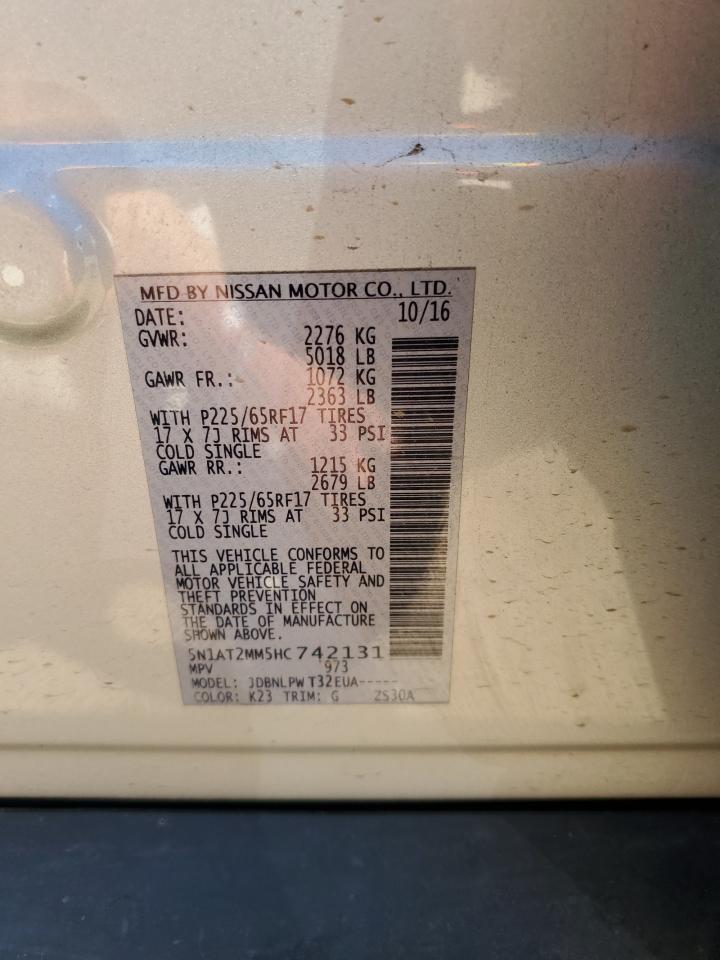 MFD BY NISSAN MOTOR CO., LTD.
DATE: 10/16
GVWR: 2276 KG
5018 LB
GAWR FR.: 1072 KG
2363 LB
WITH P225/65RF17 TIRES
17 X 7J RIMS AT 33 PSI
COLD SINGLE
GAWR RR.: 1215 KG
2679 LB
WITH P225/65RF17 TIRES
17 X 7J RIMS AT 33 PSI
COLD SINGLE
THIS VEHICLE CONFORMS TO
ALL APPLICABLE FEDERAL
MOTOR VEHICLE SAFETY AND
THEFT PREVENTION
STANDARDS IN EFFECT ON
THE DATE OF MANUFACTURE
SHOWN ABOVE.
5N1AT2MM5HC742131
MPV 973
MODEL: JDBNLPW T32EUA-----
COLOR: K23 TRIM: G ZS30A